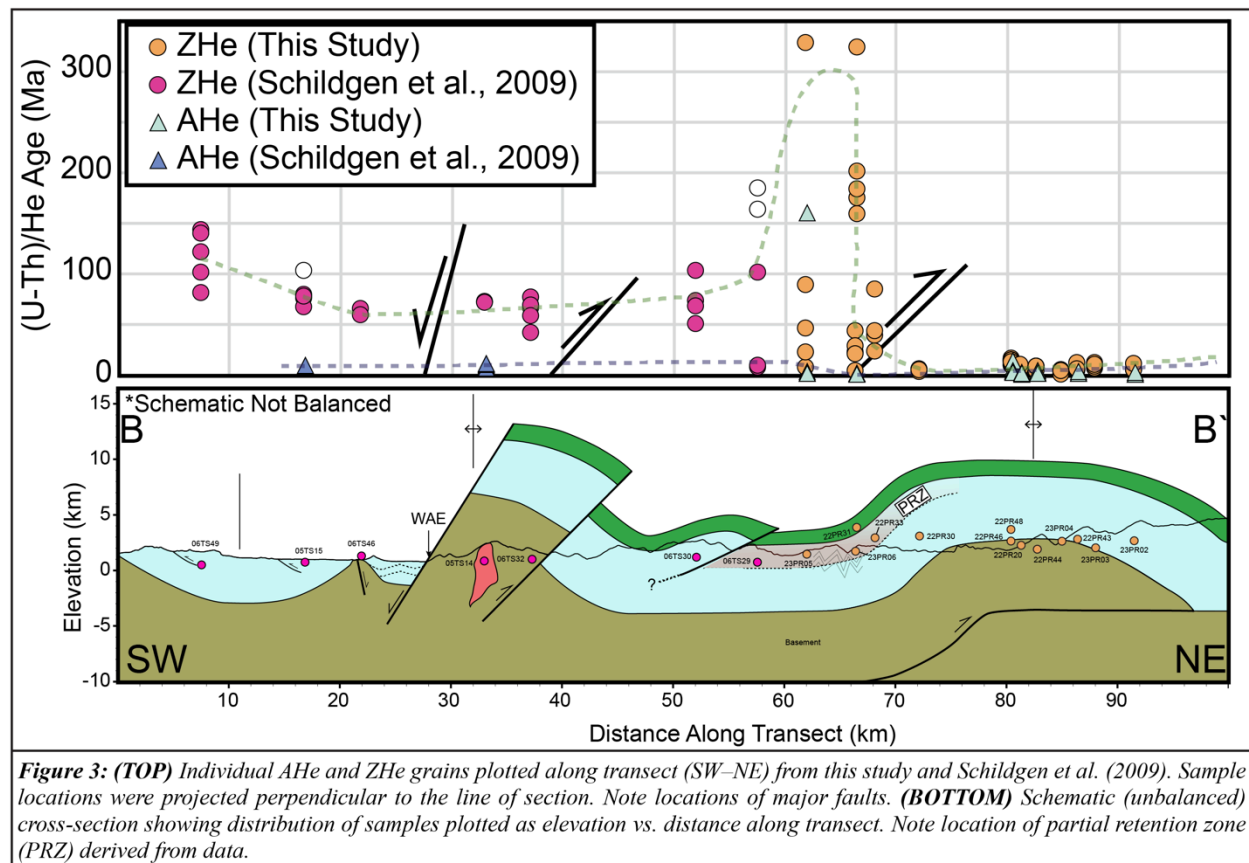 ZHe (This Study)
ZHe (Schildgen et al., 2009)
AHe (This Study)
AHe (Schildgen et al., 2009)
(U-Th)/He Age (Ma)
300
200
100
0
*Schematic Not Balanced
B
B`
15
10
5
0
-5
-10
Elevation (km)
WAE
PRZ
06TS49
05TS15
06TS46
05TS14
06TS32
06TS30
06TS29
?
22PR31
22PR33
23PR05
23PR06
22PR30
22PR48
22PR46
22PR20
22PR44
23PR04
22PR43
23PR03
23PR02
Basement
SW
NE
10
20
30
40
50
60
70
80
90
Distance Along Transect (km)
Figure 3: (TOP) Individual AHe and ZHe grains plotted along transect (SW–NE) from this study and Schildgen et al. (2009). Sample
locations were projected perpendicular to the line of section. Note locations of major faults. (BOTTOM) Schematic (unbalanced)
cross-section showing distribution of samples plotted as elevation vs. distance along transect. Note location of partial retention zone
(PRZ) derived from data.